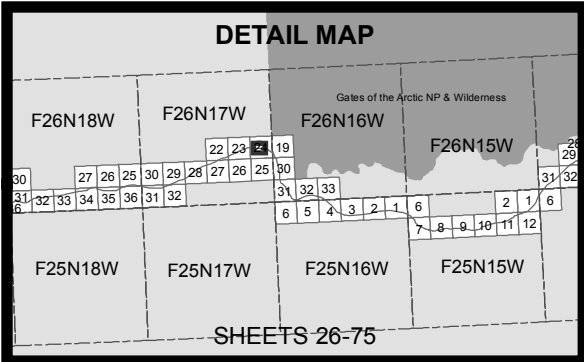 DETAIL MAP
Gates of the Arctic NP & Wilderness
F26N18W
F26N17W
F26N16W
F26N15W
22 23 24 19
30 27 26 25 30 29 28 27 26 25 30
31 32 33 34 35 36 31 32
6
31 32 33
6 5 4 3 2 1 6
7 8 9 10 11 12
2 1 6
28
29
31 32
F25N18W
F25N17W
F25N16W
F25N15W
SHEETS 26-75